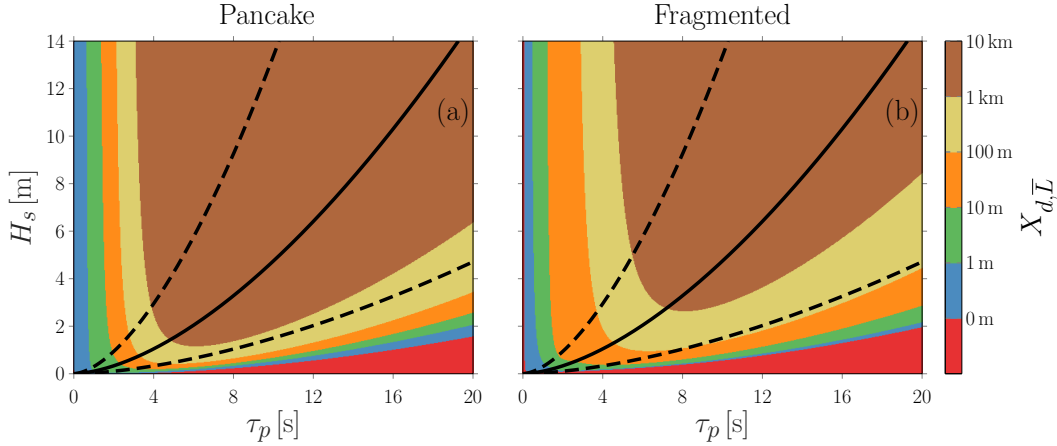 Pancake
Fragmented
14
12
10
8
6
4
2
0
H_s [m]
(a)
(b)
0 4 8 12 16 20
0 4 8 12 16 20
τ_p [s]
τ_p [s]
10 km
1 km
100 m
10 m
1 m
0 m
X_{d,L̅}